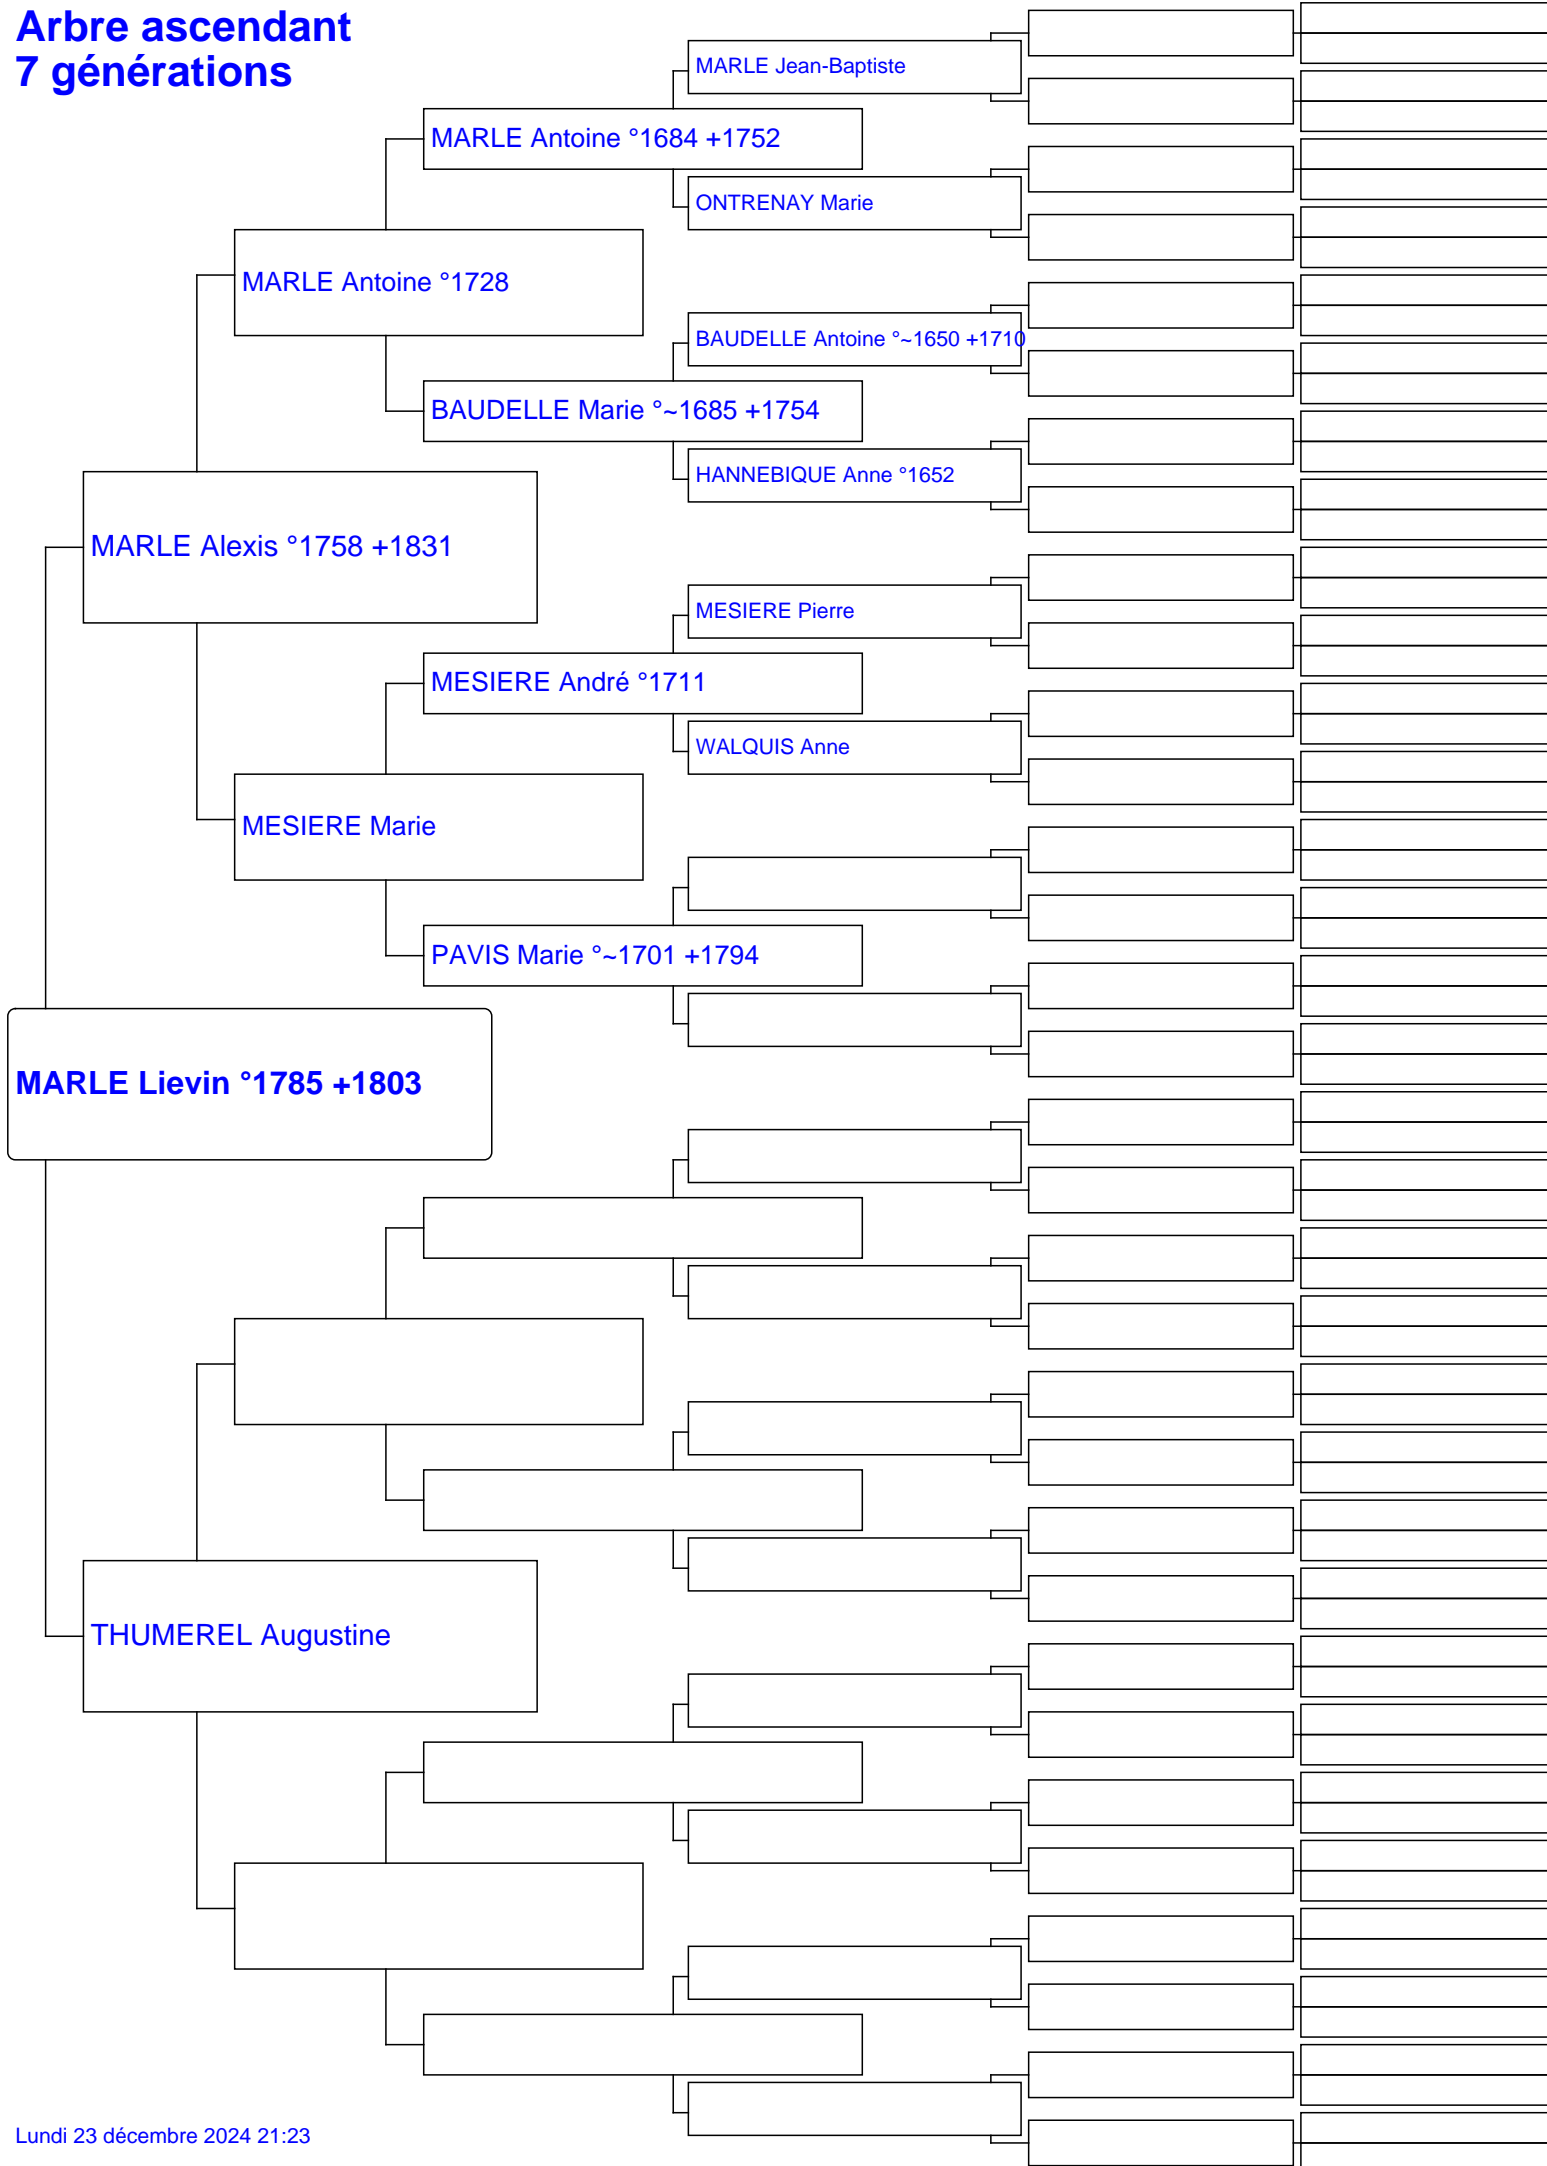 Arbre ascendant
7 générations
MARLE Jean-Baptiste
MARLE Antoine °1684 +1752
ONTRENAY Marie
MARLE Antoine °1728
BAUDELLE Antoine °~1650 +1710
BAUDELLE Marie °~1685 +1754
HANNEBIQUE Anne °1652
MARLE Alexis °1758 +1831
MESIERE Pierre
MESIERE André °1711
WALQUIS Anne
MESIERE Marie
PAVIS Marie °~1701 +1794
MARLE Lievin °1785 +1803
THUMEREL Augustine
Lundi 23 décembre 2024 21:23